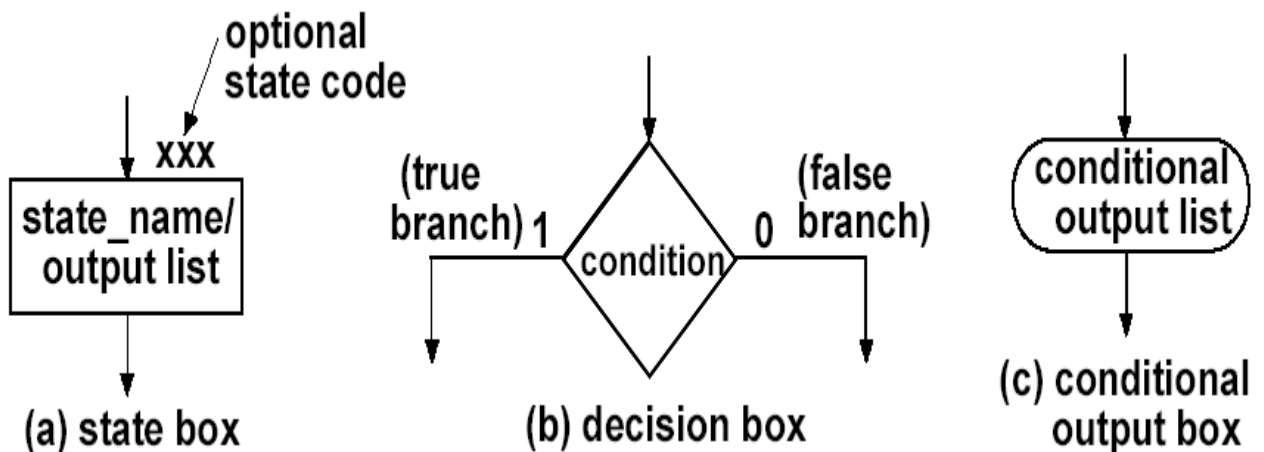 optional
state code
xxx
state_name/
output list
(a) state box
(true
branch) 1
condition
0 (false
branch)
(b) decision box
conditional
output list
(c) conditional
output box